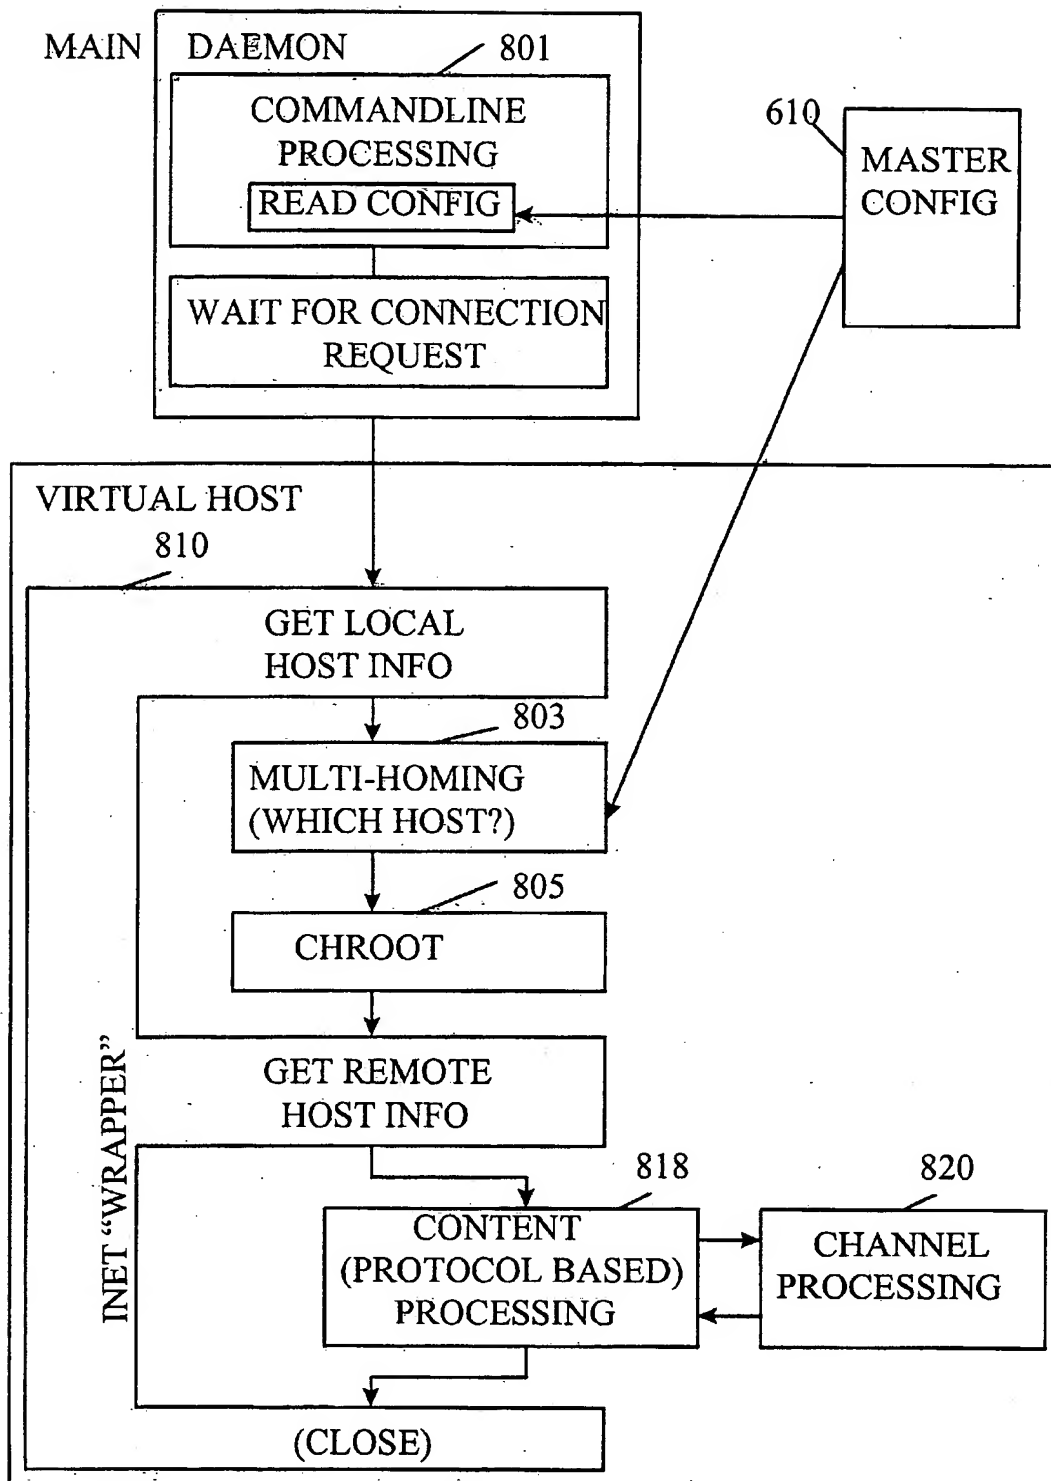 MAIN DAEMON
801
COMMANDLINE
PROCESSING
READ CONFIG
610
MASTER
CONFIG
WAIT FOR CONNECTION
REQUEST
VIRTUAL HOST
810
GET LOCAL
HOST INFO
803
MULTI-HOMING
(WHICH HOST?)
805
CHROOT
GET REMOTE
HOST INFO
INET “WRAPPER”
818
CONTENT
(PROTOCOL BASED)
PROCESSING
820
CHANNEL
PROCESSING
(CLOSE)